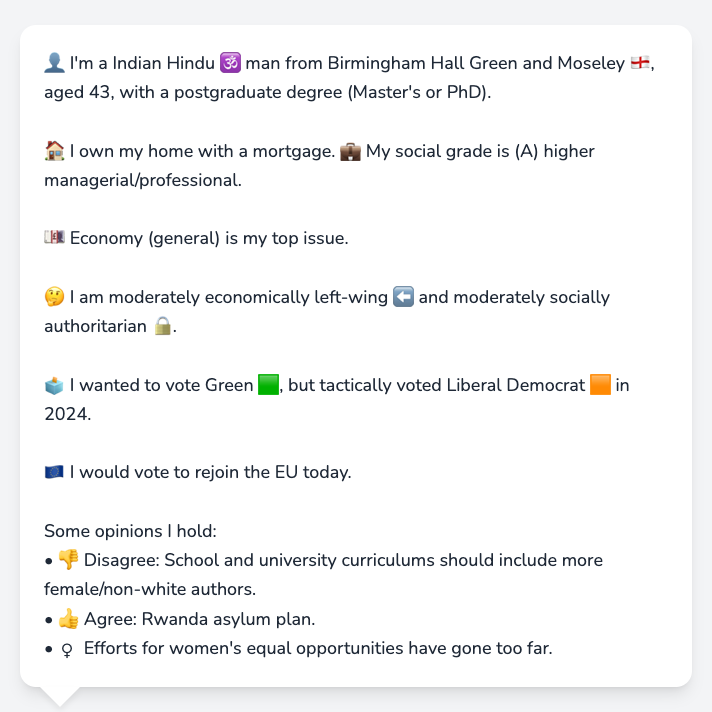 👤 I'm a Indian Hindu 🕉️ man from Birmingham Hall Green and Moseley 🏴󠁧󠁢󠁥󠁮󠁧󠁿,
aged 43, with a postgraduate degree (Master's or PhD).
🏠 I own my home with a mortgage. 💼 My social grade is (A) higher
managerial/professional.
💷 Economy (general) is my top issue.
🤔 I am moderately economically left-wing ⬅️ and moderately socially
authoritarian 🔒.
🗳️ I wanted to vote Green 🟩, but tactically voted Liberal Democrat 🟧 in
2024.
🇪🇺 I would vote to rejoin the EU today.
Some opinions I hold:
• 👎 Disagree: School and university curriculums should include more
female/non-white authors.
• 👍 Agree: Rwanda asylum plan.
• ♀ Efforts for women's equal opportunities have gone too far.